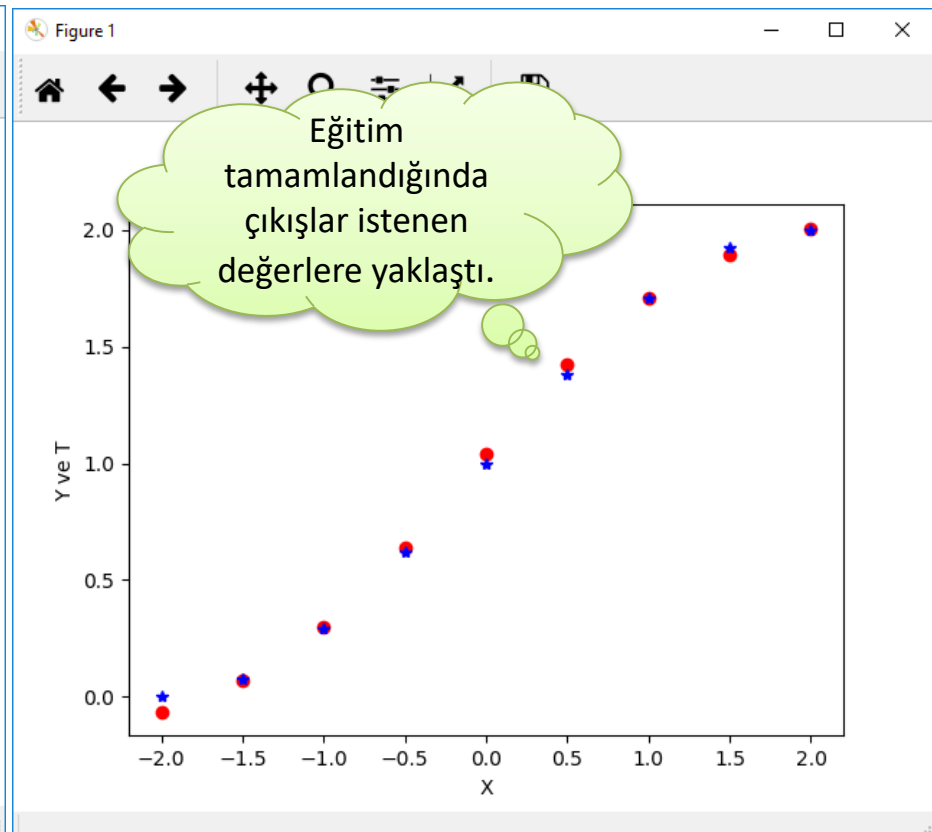 Figure 1
Eğitim
tamamlandığında
çıkışlar istenen
değerlere yaklaştı.
2.0
1.5
1.0
0.5
0.0
Y ve T
−2.0 −1.5 −1.0 −0.5 0.0 0.5 1.0 1.5 2.0
X